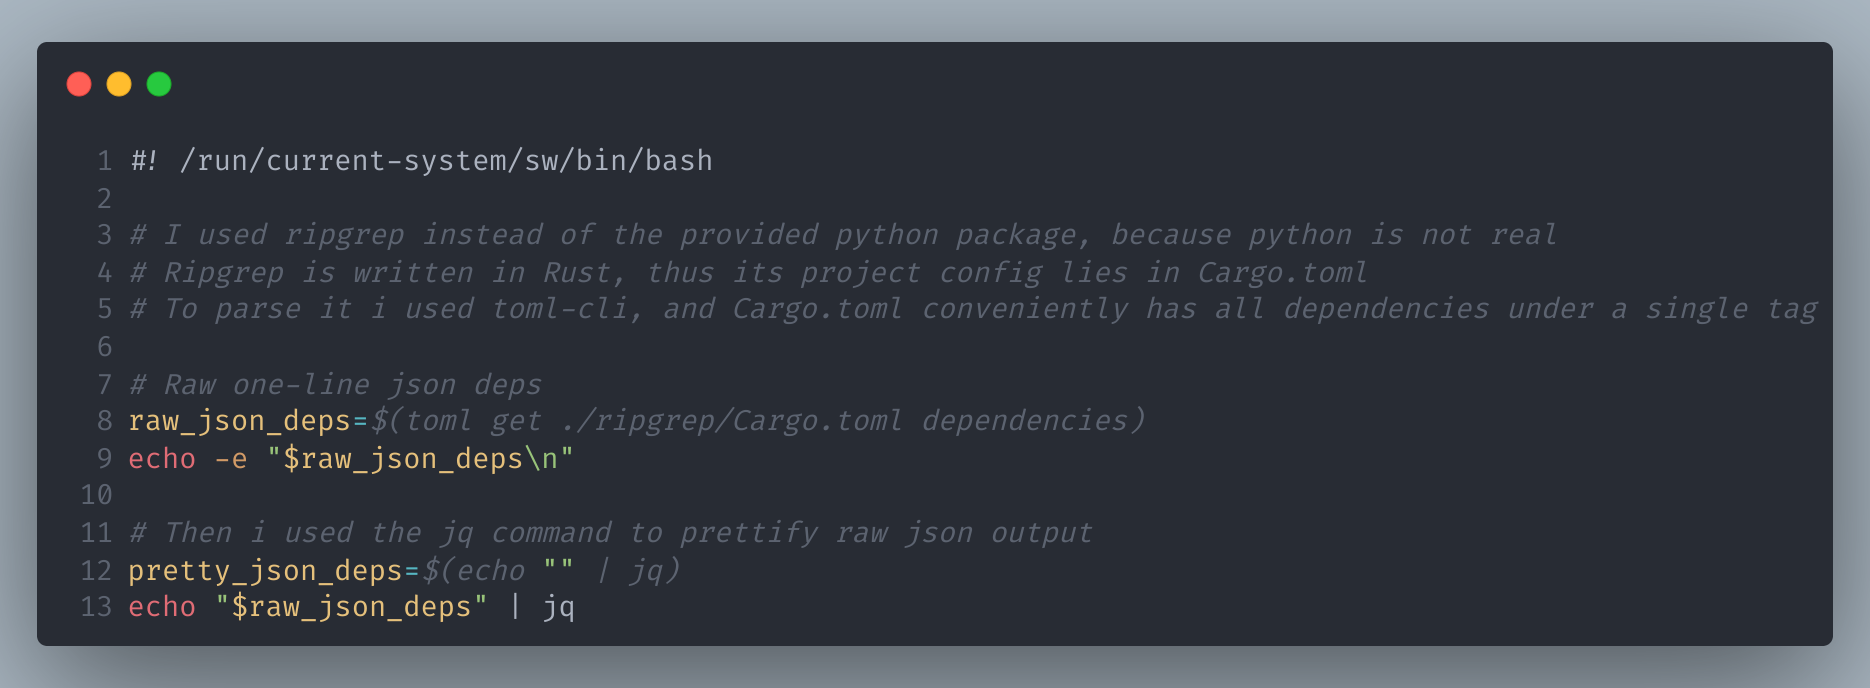 1 #! /run/current-system/sw/bin/bash
2
3 # I used ripgrep instead of the provided python package, because python is not real
4 # Ripgrep is written in Rust, thus its project config lies in Cargo.toml
5 # To parse it i used toml-cli, and Cargo.toml conveniently has all dependencies under a single tag
6
7 # Raw one-line json deps
8 raw_json_deps=$(toml get ./ripgrep/Cargo.toml dependencies)
9 echo -e "$raw_json_deps\n"
10
11 # Then i used the jq command to prettify raw json output
12 pretty_json_deps=$(echo "" | jq)
13 echo "$raw_json_deps" | jq